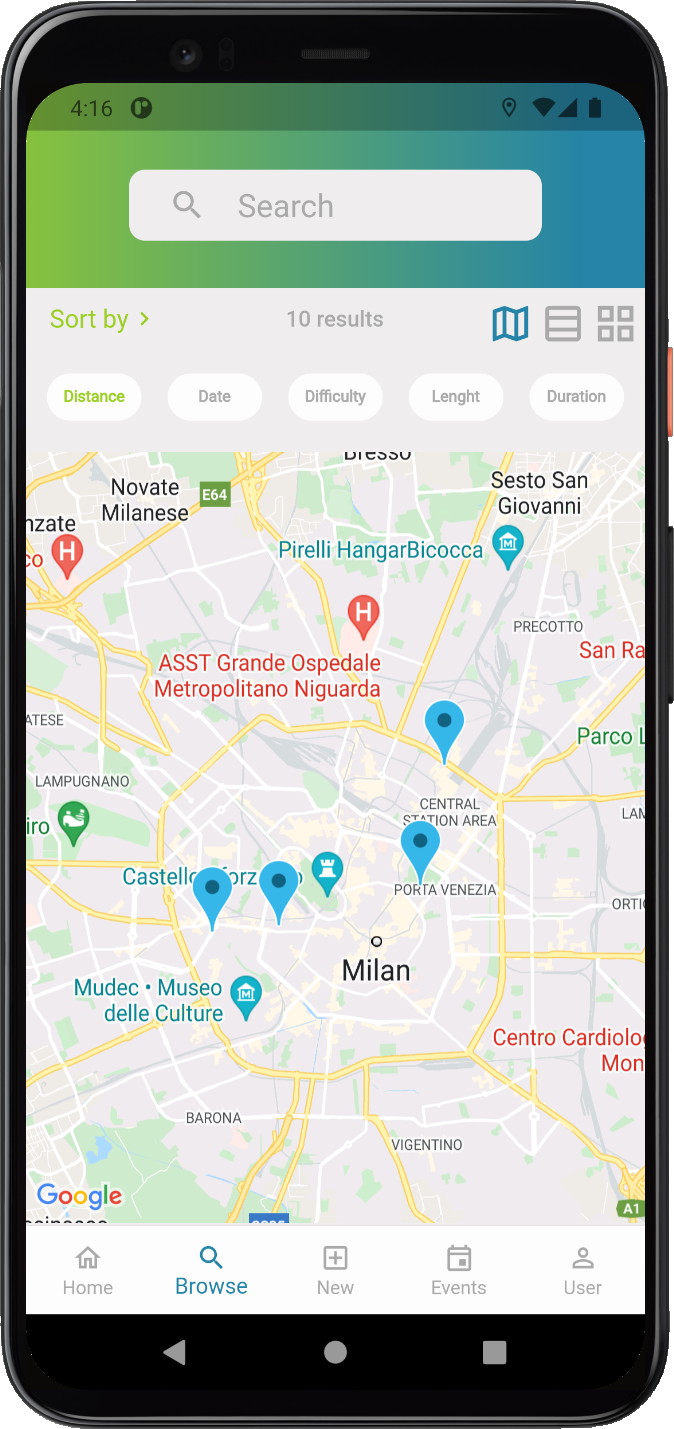 4:16
Search
Sort by
10 results
Distance
Date
Difficulty
Lenght
Duration
Bresso
Novate
Milanese
E64
Sesto San
Giovanni
nzate
co
Pirelli HangarBicocca
H
H
PRECOTTO
San Ra
ASST Grande Ospedale
Metropolitano Niguarda
ATESE
Parco L
LAMPUGNANO
CENTRAL
STATION AREA
LAM
iro
PORTA VENEZIA
ORTIC
Milan
Mudec • Museo
delle Culture
Centro Cardiolog
Mon
BARONA
VIGENTINO
Google
A1
Home
Browse
New
Events
User